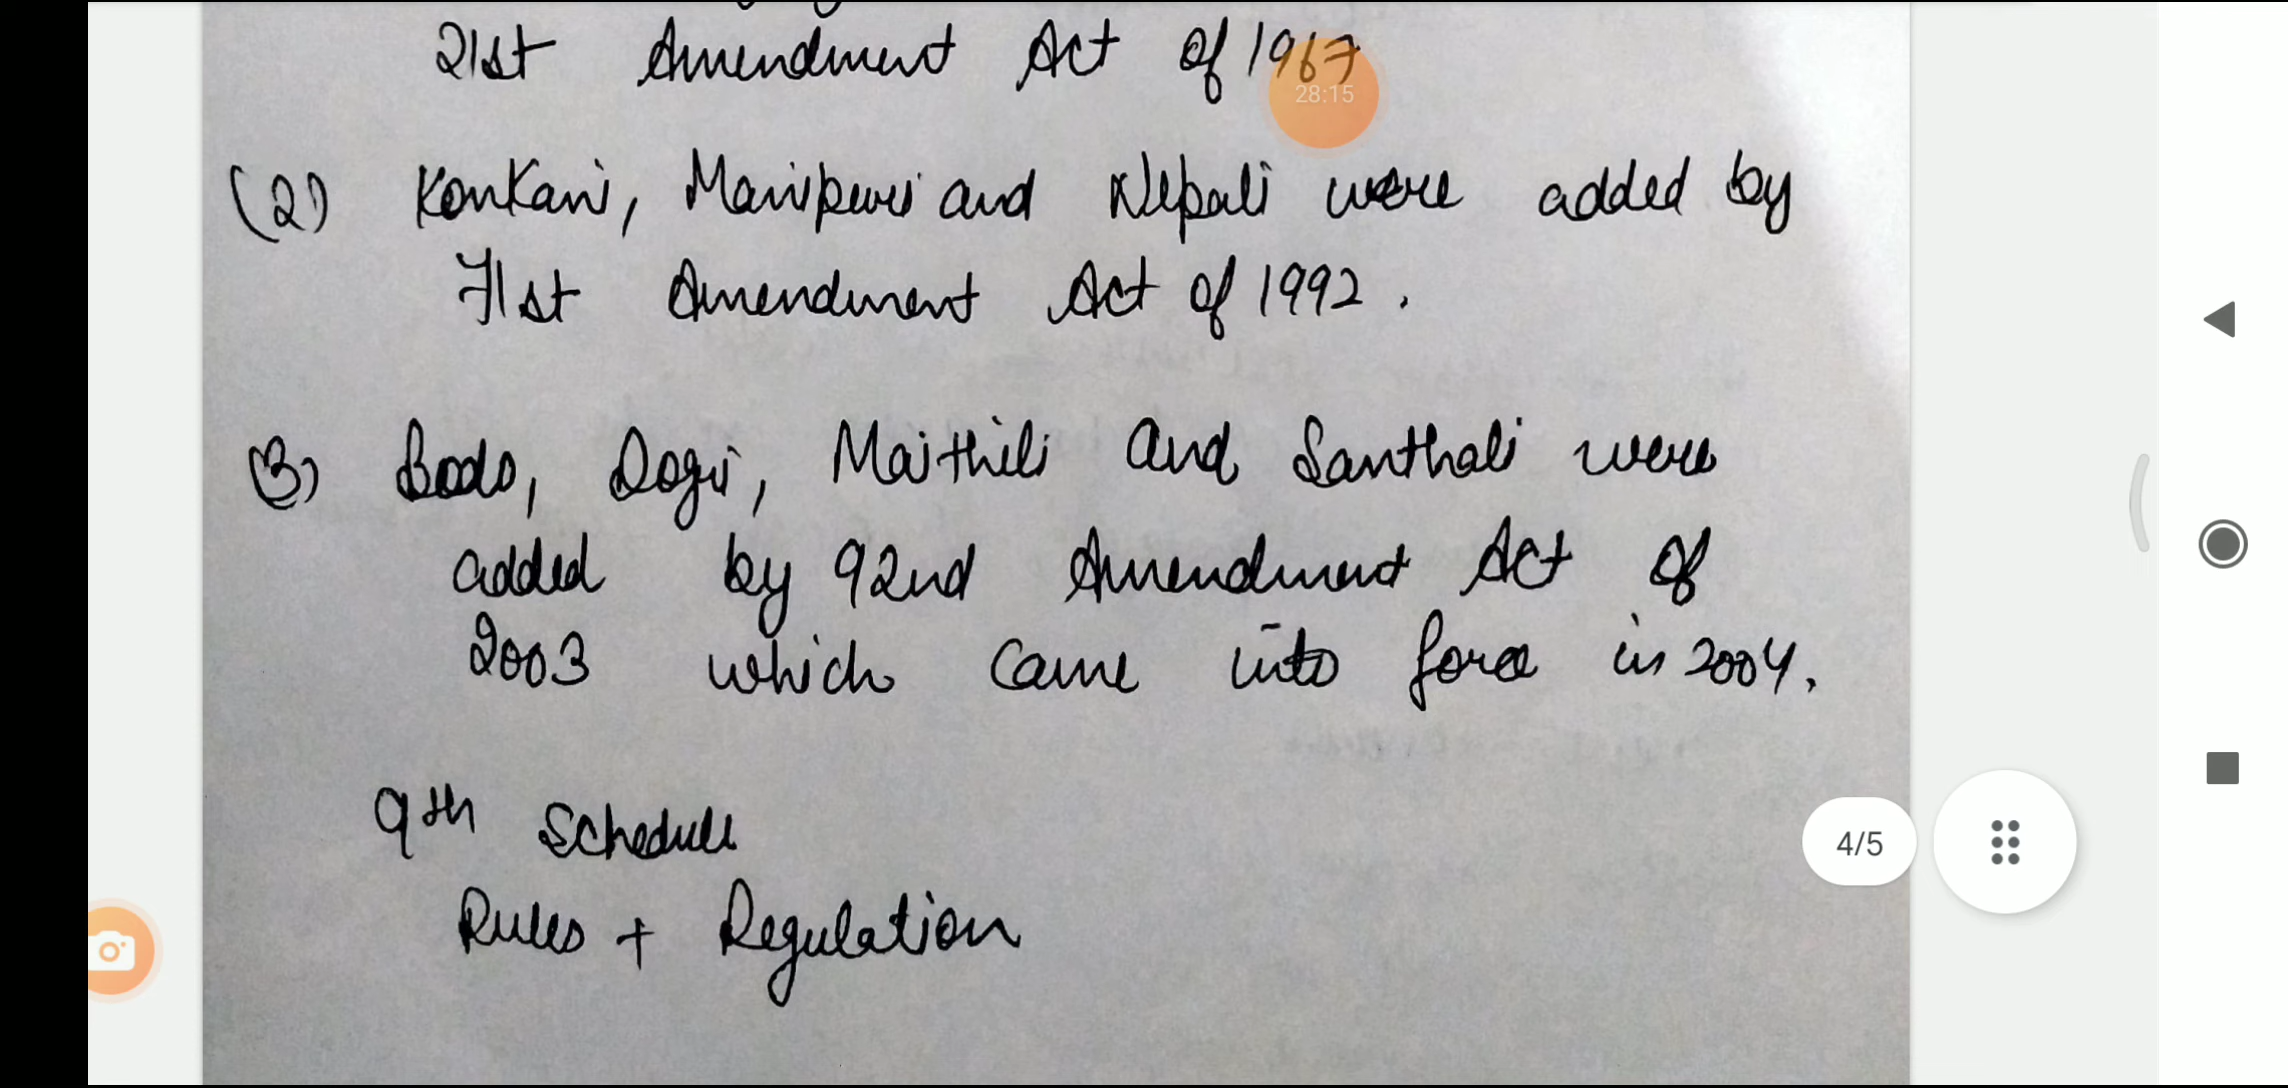 21st Amendment Act of 1967
28:15
(2) Konkani, Manipuri and Nepali were added by
71st Amendment Act of 1992.
(3) Bodo, Dogri, Maithili and Santhali were
added by 92nd Amendment Act of
2003 which came into force in 2004.
9th Schedule
Rules + Regulation
4/5